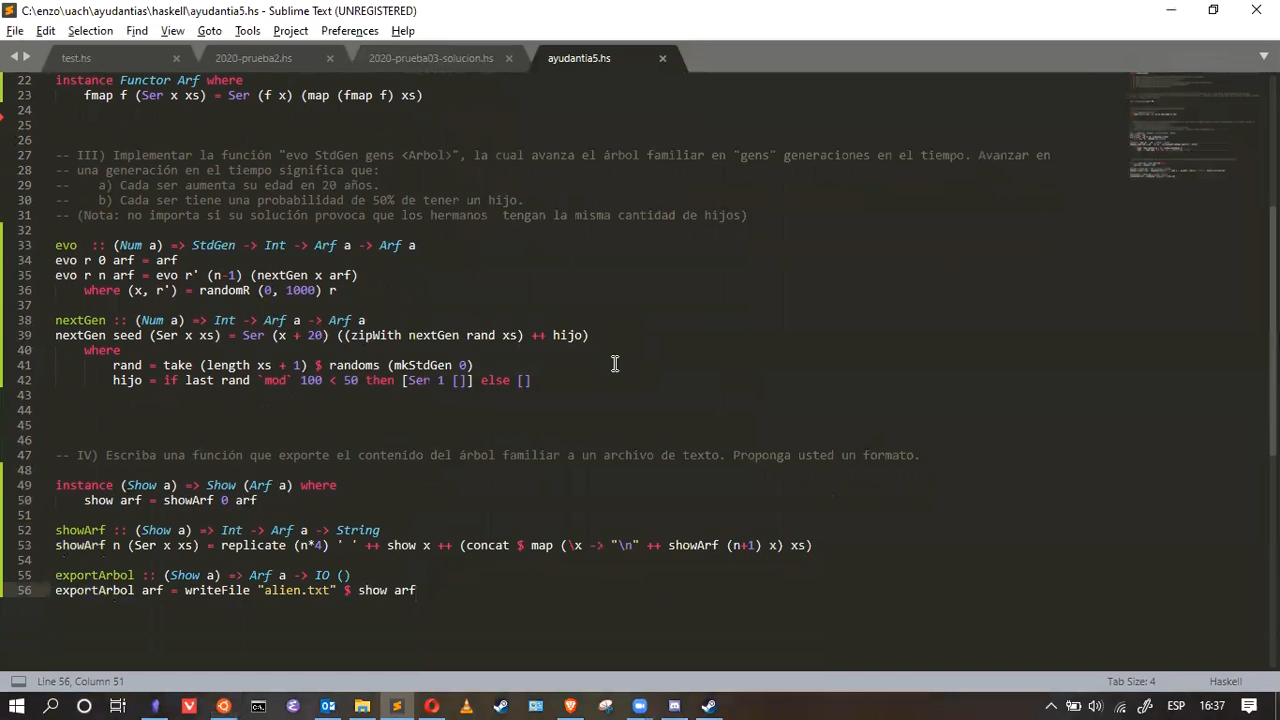 C:\enzo\uach\ayudantias\haskell\ayudantia5.hs - Sublime Text (UNREGISTERED)
File Edit Selection Find View Goto Tools Project Preferences Help
test.hs 2020-prueba2.hs 2020-prueba03-solucion.hs ayudantia5.hs
22 instance Functor Arf where
23     fmap f (Ser x xs) = Ser (f x) (map (fmap f) xs)
24
25
26
27 -- III) Implementar la función "evo StdGen gens <Arbol>", la cual avanza el árbol familiar en "gens" generaciones en el tiempo. Avanzar en
28 -- una generación en el tiempo significa que:
29 --     a) Cada ser aumenta su edad en 20 años.
30 --     b) Cada ser tiene una probabilidad de 50% de tener un hijo.
31 -- (Nota: no importa si su solución provoca que los hermanos  tengan la misma cantidad de hijos)
32
33 evo  :: (Num a) => StdGen -> Int -> Arf a -> Arf a
34 evo r 0 arf = arf
35 evo r n arf = evo r' (n-1) (nextGen x arf)
36     where (x, r') = randomR (0, 1000) r
37
38 nextGen :: (Num a) => Int -> Arf a -> Arf a
39 nextGen seed (Ser x xs) = Ser (x + 20) ((zipWith nextGen rand xs) ++ hijo)
40     where
41         rand = take (length xs + 1) $ randoms (mkStdGen 0)
42         hijo = if last rand `mod` 100 < 50 then [Ser 1 []] else []
43
44
45
46
47 -- IV) Escriba una función que exporte el contenido del árbol familiar a un archivo de texto. Proponga usted un formato.
48
49 instance (Show a) => Show (Arf a) where
50     show arf = showArf 0 arf
51
52 showArf :: (Show a) => Int -> Arf a -> String
53 showArf n (Ser x xs) = replicate (n*4) ' ' ++ show x ++ (concat $ map (\x -> "\n" ++ showArf (n+1) x) xs)
54
55 exportArbol :: (Show a) => Arf a -> IO ()
56 exportArbol arf = writeFile "alien.txt" $ show arf
Line 56, Column 51 Tab Size: 4 Haskell
ESP 16:37